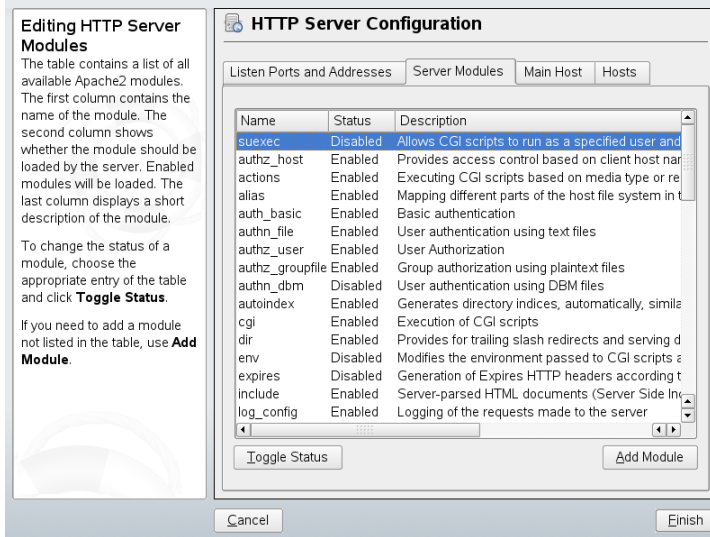 Editing HTTP Server
Modules
The table contains a list of all
available Apache2 modules.
The first column contains the
name of the module. The
second column shows
whether the module should be
loaded by the server. Enabled
modules will be loaded. The
last column displays a short
description of the module.
To change the status of a
module, choose the
appropriate entry of the table
and click Toggle Status.
If you need to add a module
not listed in the table, use Add
Module.
HTTP Server Configuration
Listen Ports and Addresses Server Modules Main Host Hosts
Name Status Description
suexec Disabled Allows CGI scripts to run as a specified user and
authz_host Enabled Provides access control based on client host nar
actions Enabled Executing CGI scripts based on media type or re
alias Enabled Mapping different parts of the host file system in t
auth_basic Enabled Basic authentication
authn_file Enabled User authentication using text files
authz_user Enabled User Authorization
authz_groupfile Enabled Group authorization using plaintext files
authn_dbm Disabled User authentication using DBM files
autoindex Enabled Generates directory indices, automatically, simila
cgi Enabled Execution of CGI scripts
dir Enabled Provides for trailing slash redirects and serving d
env Disabled Modifies the environment passed to CGI scripts a
expires Disabled Generation of Expires HTTP headers according t
include Enabled Server-parsed HTML documents (Server Side Inc
log_config Enabled Logging of the requests made to the server
Toggle Status Add Module
Cancel Finish